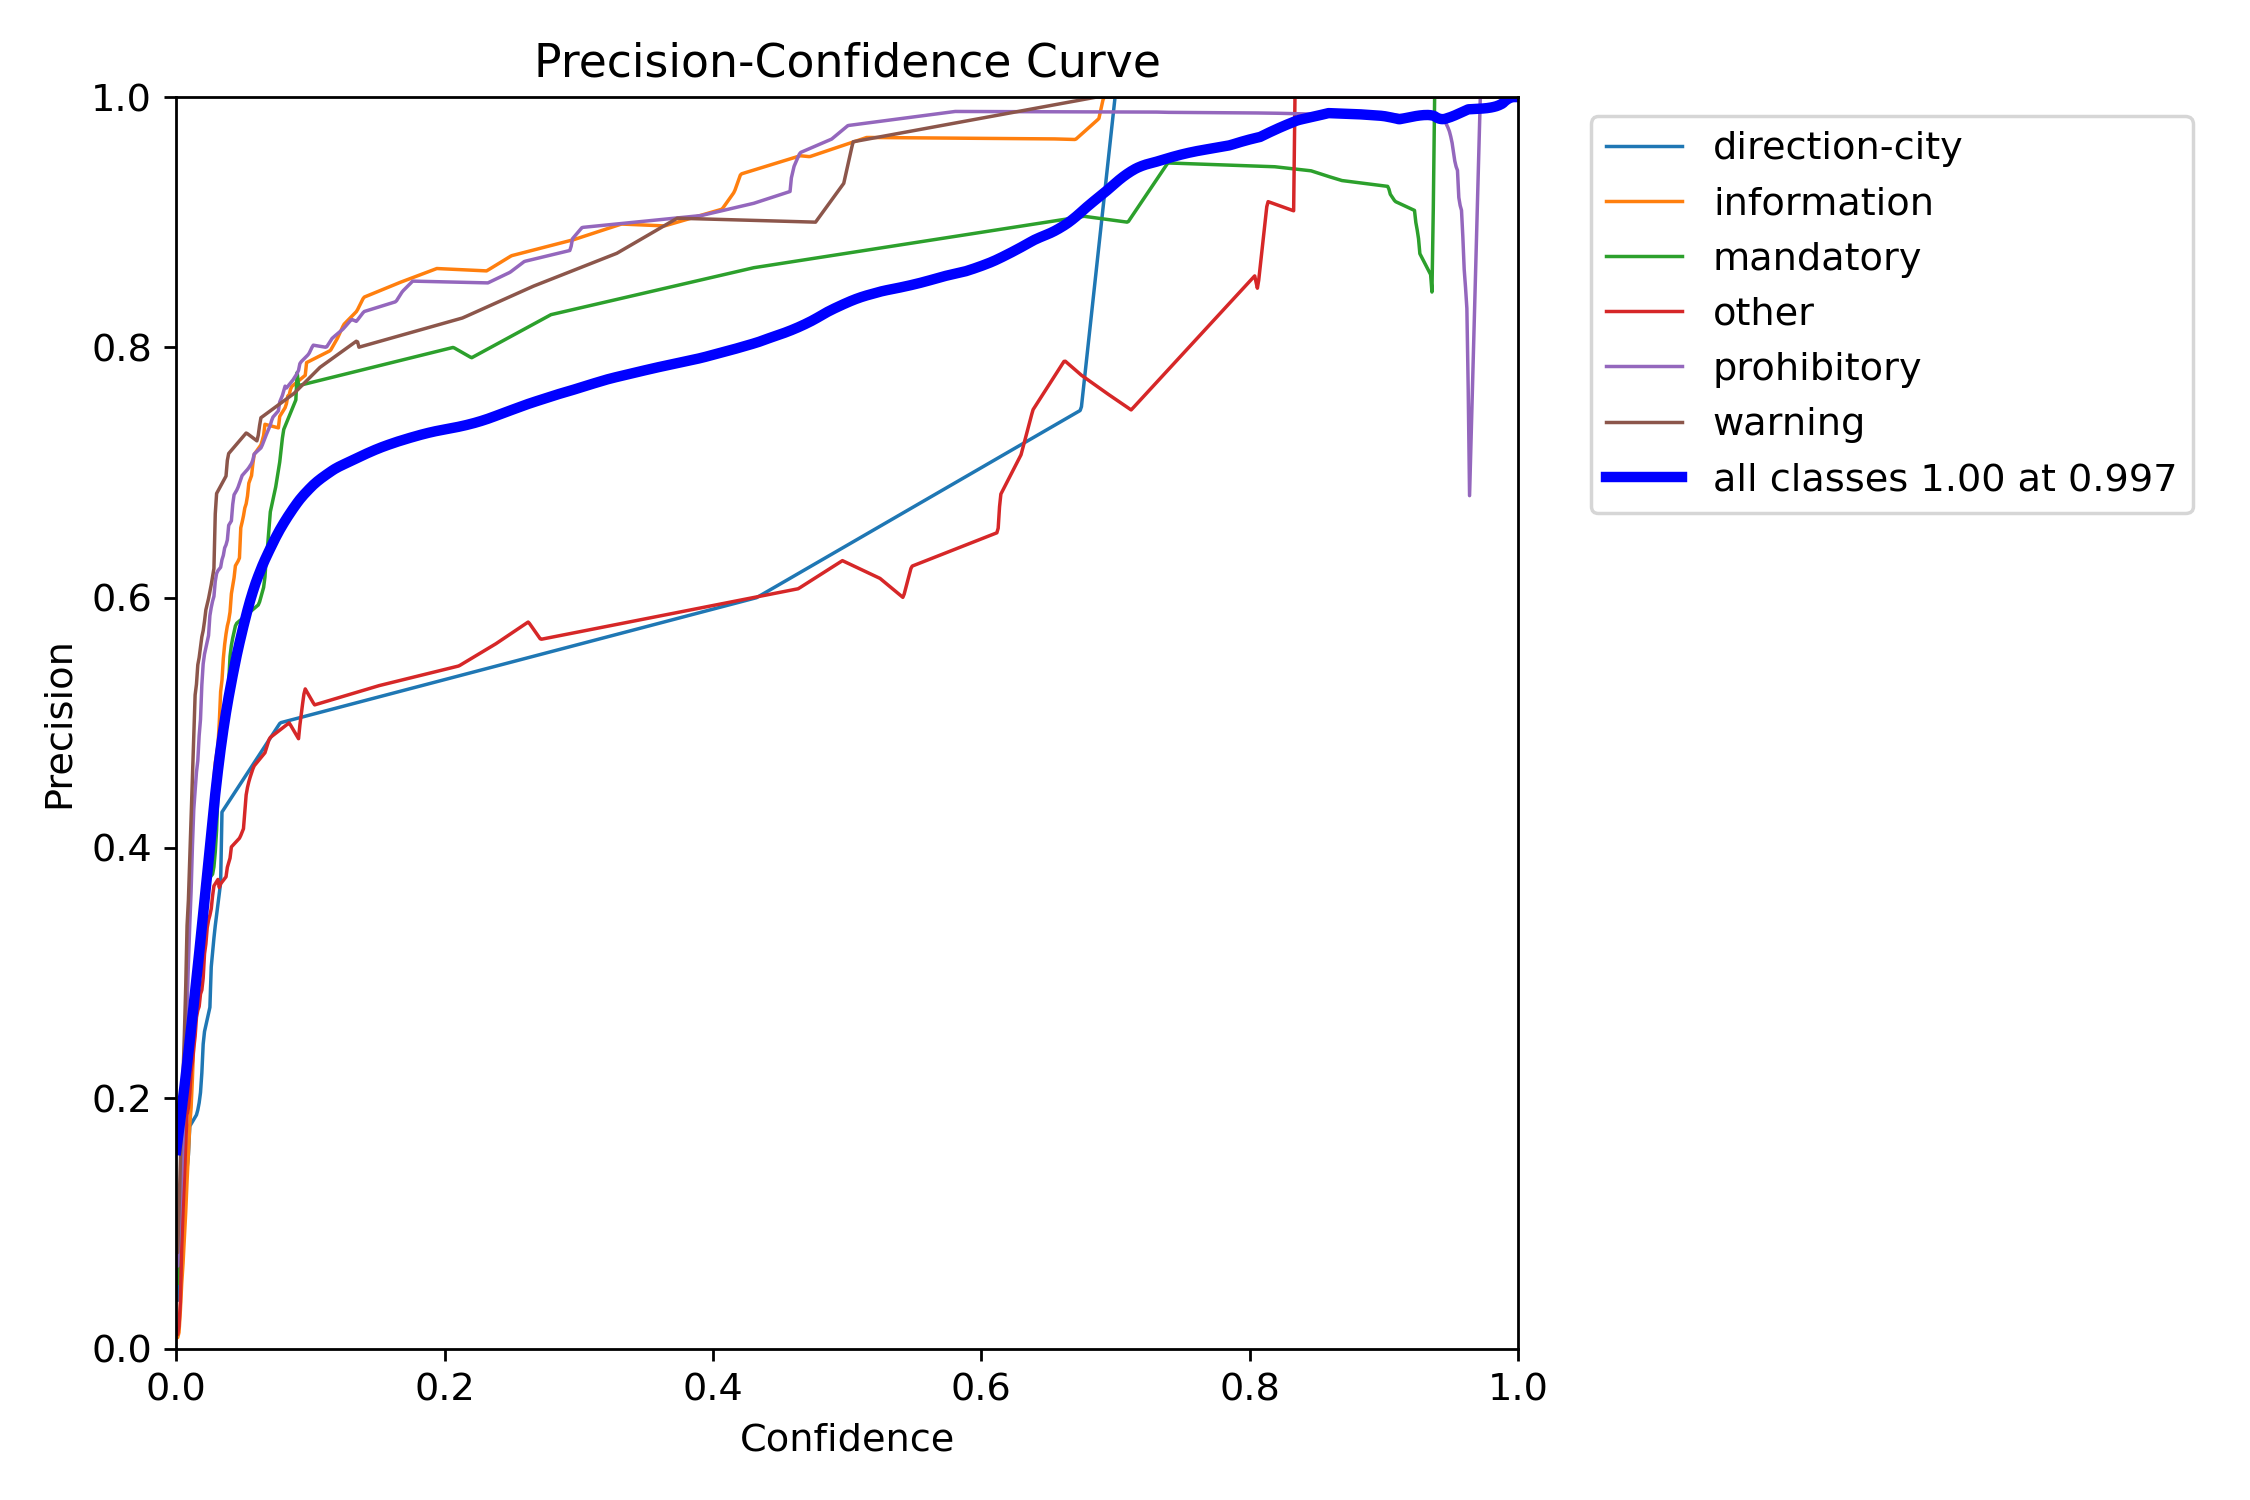 Precision-Confidence Curve
1.0
0.8
0.6
0.4
0.2
0.0
Precision
0.0 0.2 0.4 0.6 0.8 1.0
Confidence
direction-city
information
mandatory
other
prohibitory
warning
all classes 1.00 at 0.997